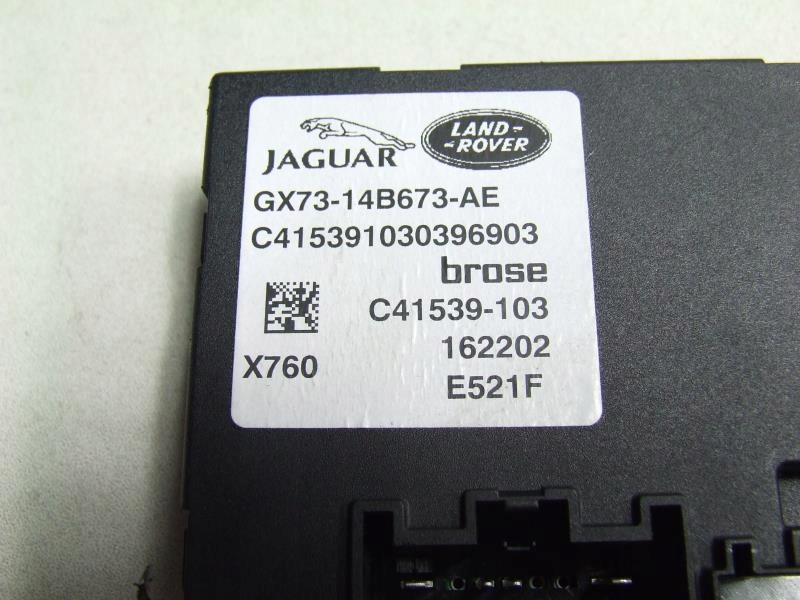 JAGUAR
LAND-
-ROVER
GX73-14B673-AE
C415391030396903
brose
C41539-103
162202
X760
E521F